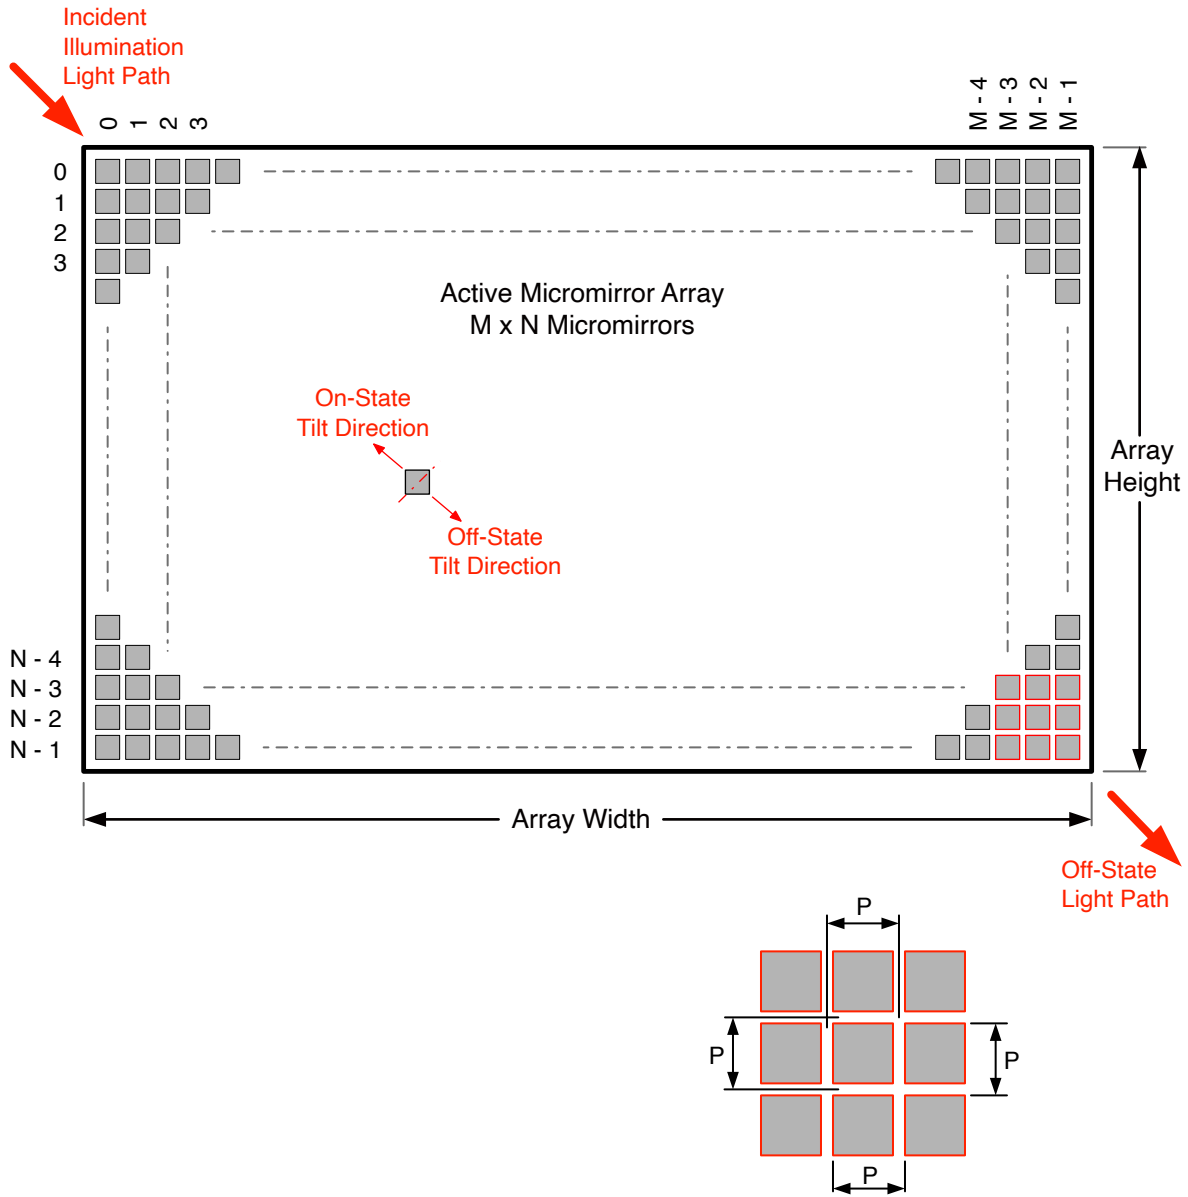 Incident
Illumination
Light Path
0
1
2
3
M - 4
M - 3
M - 2
M - 1
0
1
2
3
Active Micromirror Array
M x N Micromirrors
On-State
Tilt Direction
Off-State
Tilt Direction
Array
Height
N - 4
N - 3
N - 2
N - 1
Array Width
Off-State
Light Path
P
P
P
P